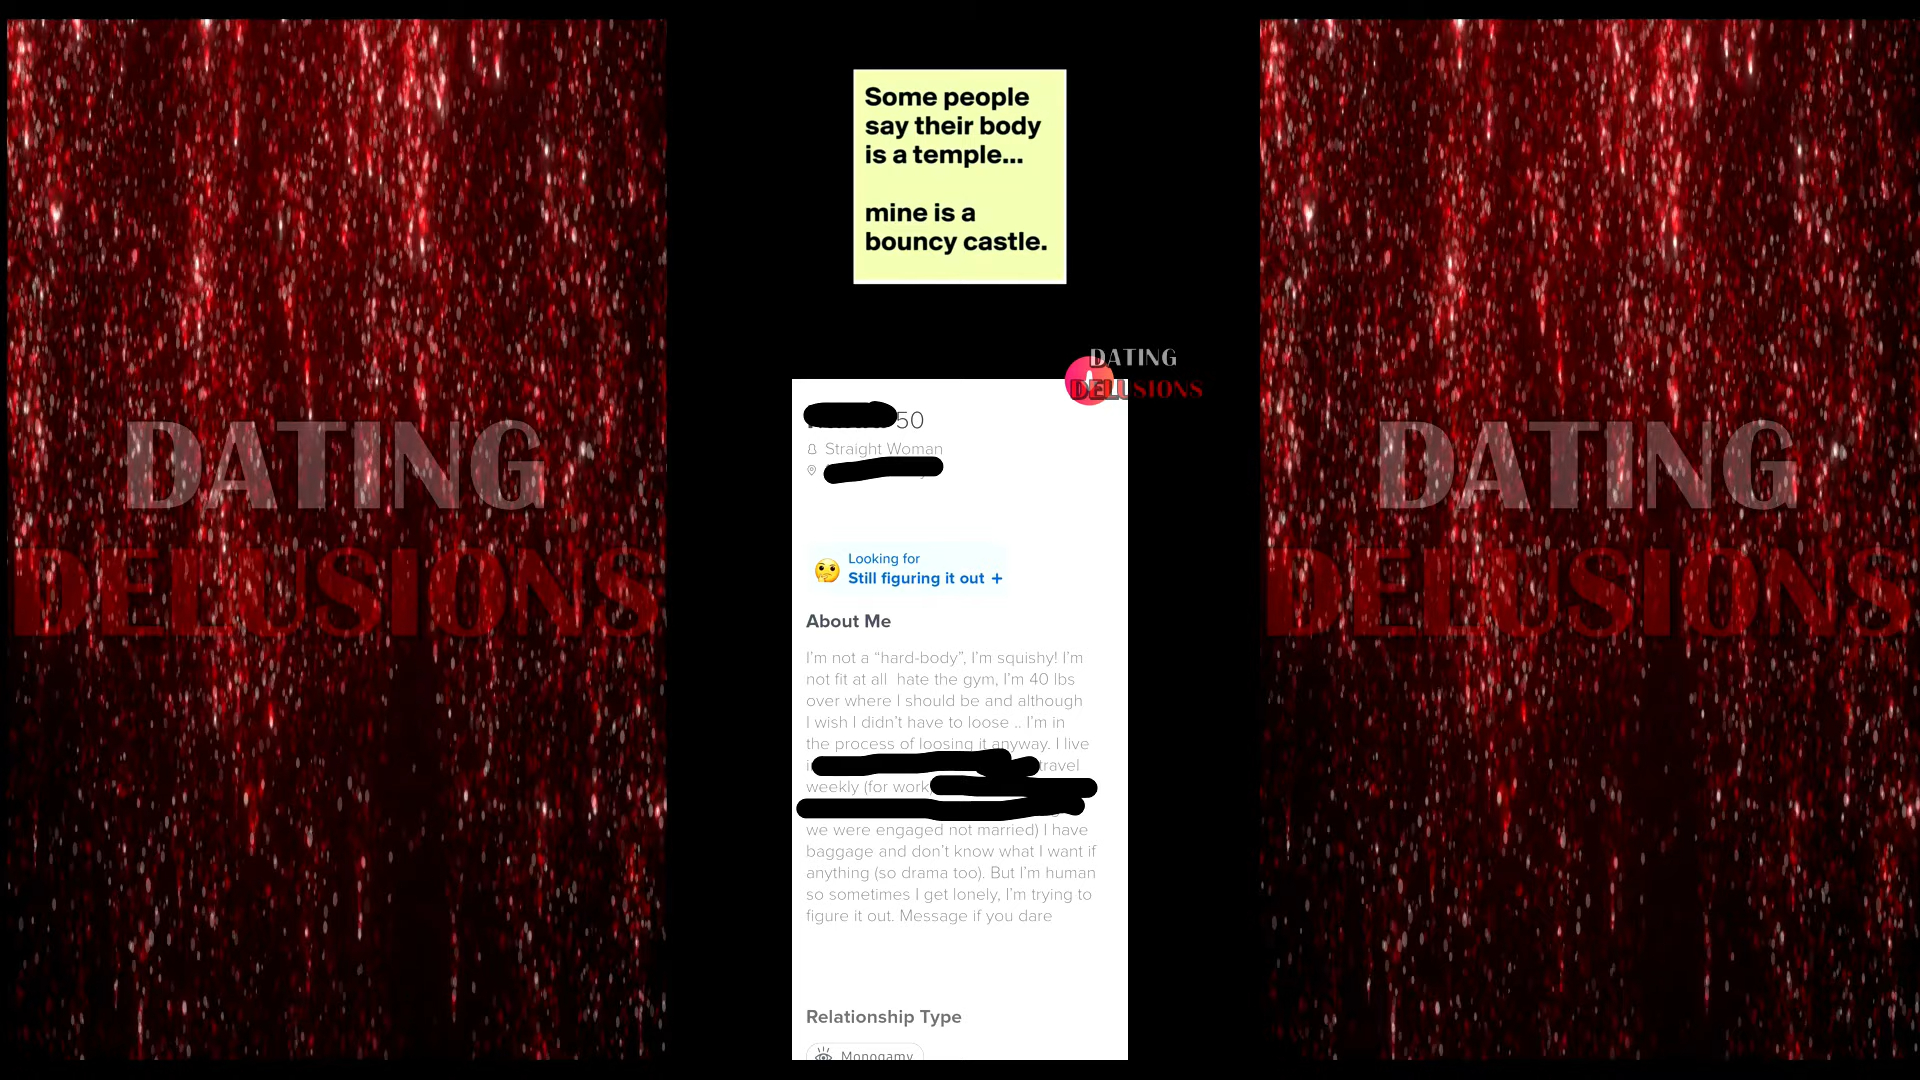 Some people
say their body
is a temple...
mine is a
bouncy castle.
DATING
DELUSIONS
50
Straight Woman
Looking for
Still figuring it out +
About Me
I'm not a “hard-body”, I'm squishy! I'm
not fit at all  hate the gym, I'm 40 lbs
over where I should be and although
I wish I didn't have to loose .. I'm in
the process of loosing it anyway. I live
travel
weekly (for work
we were engaged not married) I have
baggage and don't know what I want if
anything (so drama too). But I'm human
so sometimes I get lonely, I'm trying to
figure it out. Message if you dare
Relationship Type
Monogamy
DATING
DELUSIONS
DATING
DELUSIONS